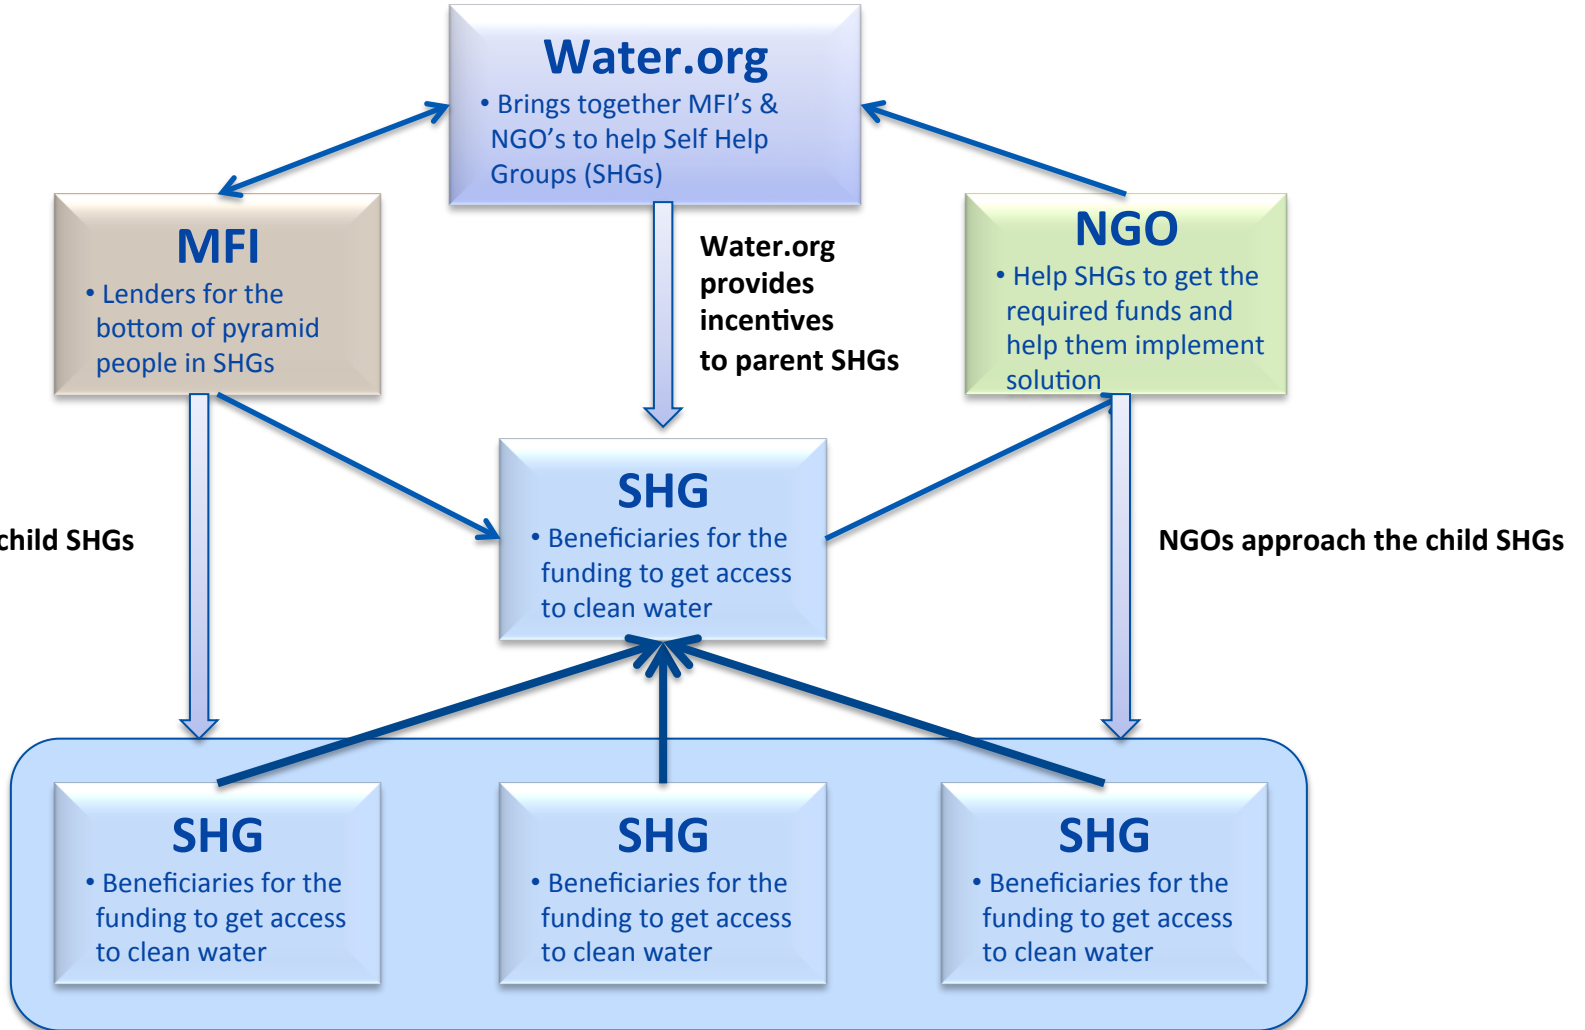 Water.org
• Brings together MFI's &
NGO's to help Self Help
Groups (SHGs)
MFI
• Lenders for the
bottom of pyramid
people in SHGs
Water.org
provides
incentives
to parent SHGs
NGO
• Help SHGs to get the
required funds and
help them implement
solution
child SHGs
SHG
• Beneficiaries for the
funding to get access
to clean water
NGOs approach the child SHGs
SHG
• Beneficiaries for the
funding to get access
to clean water
SHG
• Beneficiaries for the
funding to get access
to clean water
SHG
• Beneficiaries for the
funding to get access
to clean water